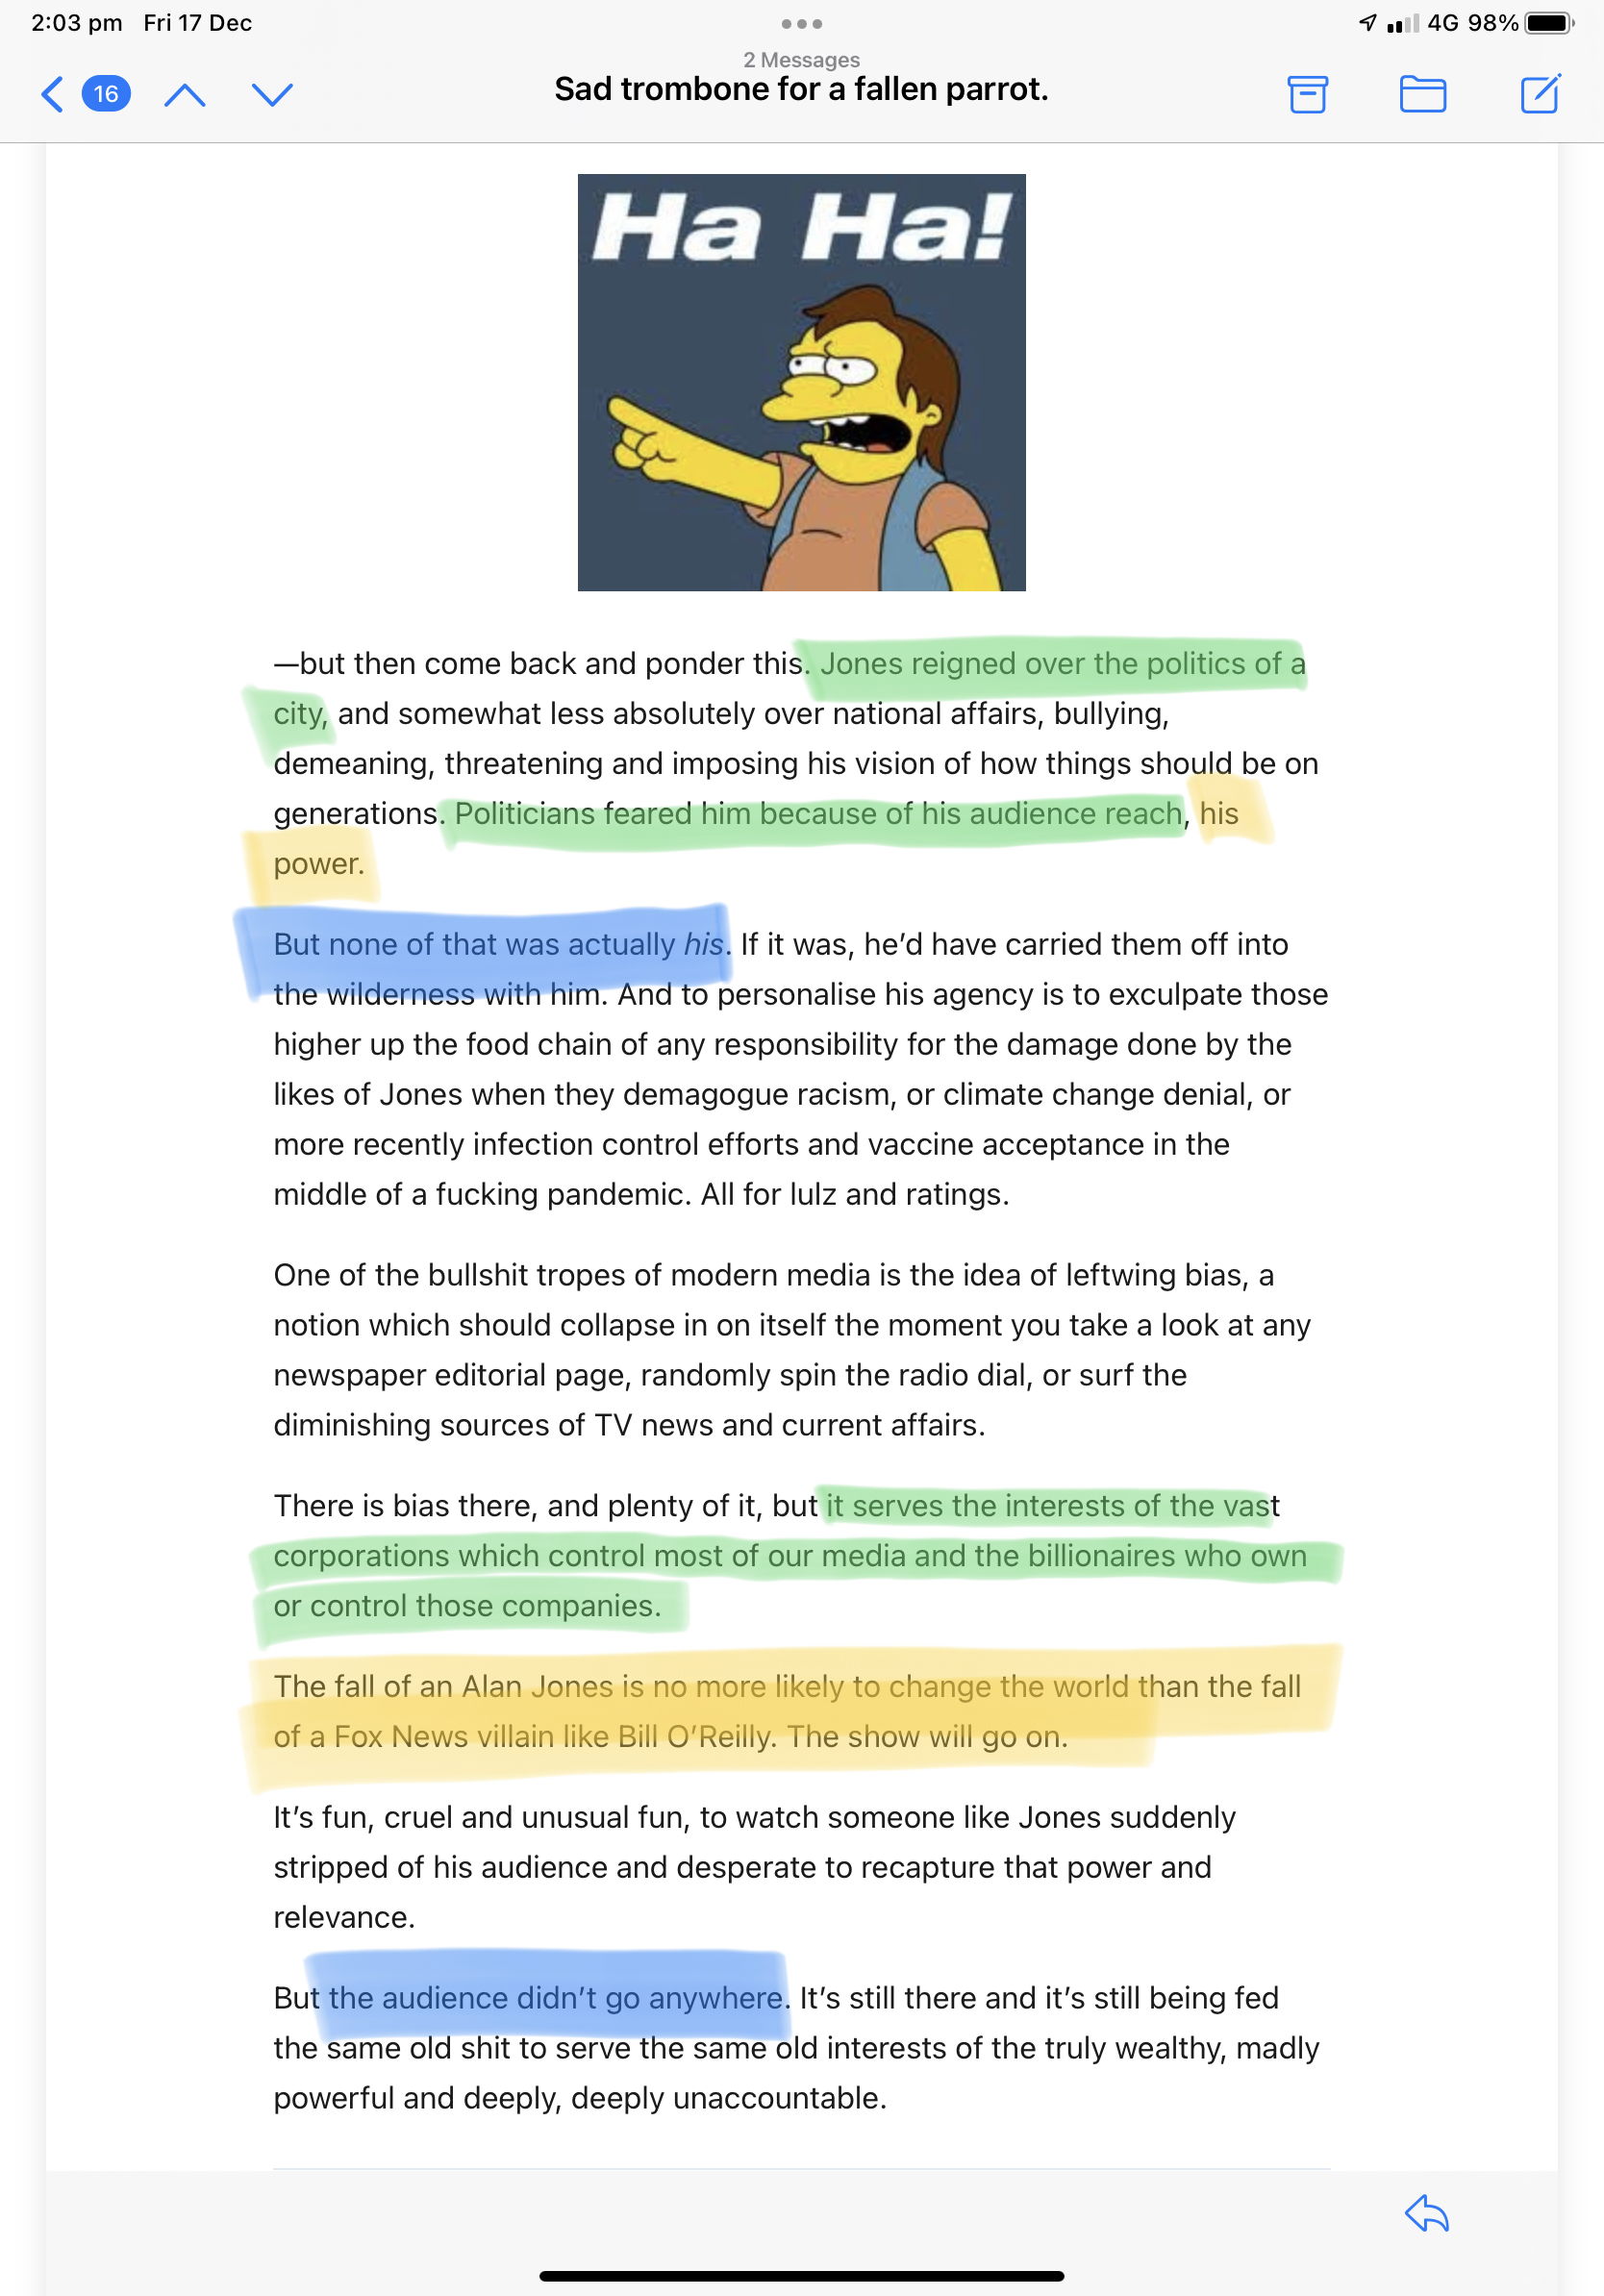 2:03 pm Fri 17 Dec
4G 98%
2 Messages
16
Sad trombone for a fallen parrot.
Ha Ha!
—but then come back and ponder this. Jones reigned over the politics of a
city, and somewhat less absolutely over national affairs, bullying,
demeaning, threatening and imposing his vision of how things should be on
generations. Politicians feared him because of his audience reach, his
power.
But none of that was actually his. If it was, he’d have carried them off into
the wilderness with him. And to personalise his agency is to exculpate those
higher up the food chain of any responsibility for the damage done by the
likes of Jones when they demagogue racism, or climate change denial, or
more recently infection control efforts and vaccine acceptance in the
middle of a fucking pandemic. All for lulz and ratings.
One of the bullshit tropes of modern media is the idea of leftwing bias, a
notion which should collapse in on itself the moment you take a look at any
newspaper editorial page, randomly spin the radio dial, or surf the
diminishing sources of TV news and current affairs.
There is bias there, and plenty of it, but it serves the interests of the vast
corporations which control most of our media and the billionaires who own
or control those companies.
The fall of an Alan Jones is no more likely to change the world than the fall
of a Fox News villain like Bill O’Reilly. The show will go on.
It’s fun, cruel and unusual fun, to watch someone like Jones suddenly
stripped of his audience and desperate to recapture that power and
relevance.
But the audience didn’t go anywhere. It’s still there and it’s still being fed
the same old shit to serve the same old interests of the truly wealthy, madly
powerful and deeply, deeply unaccountable.